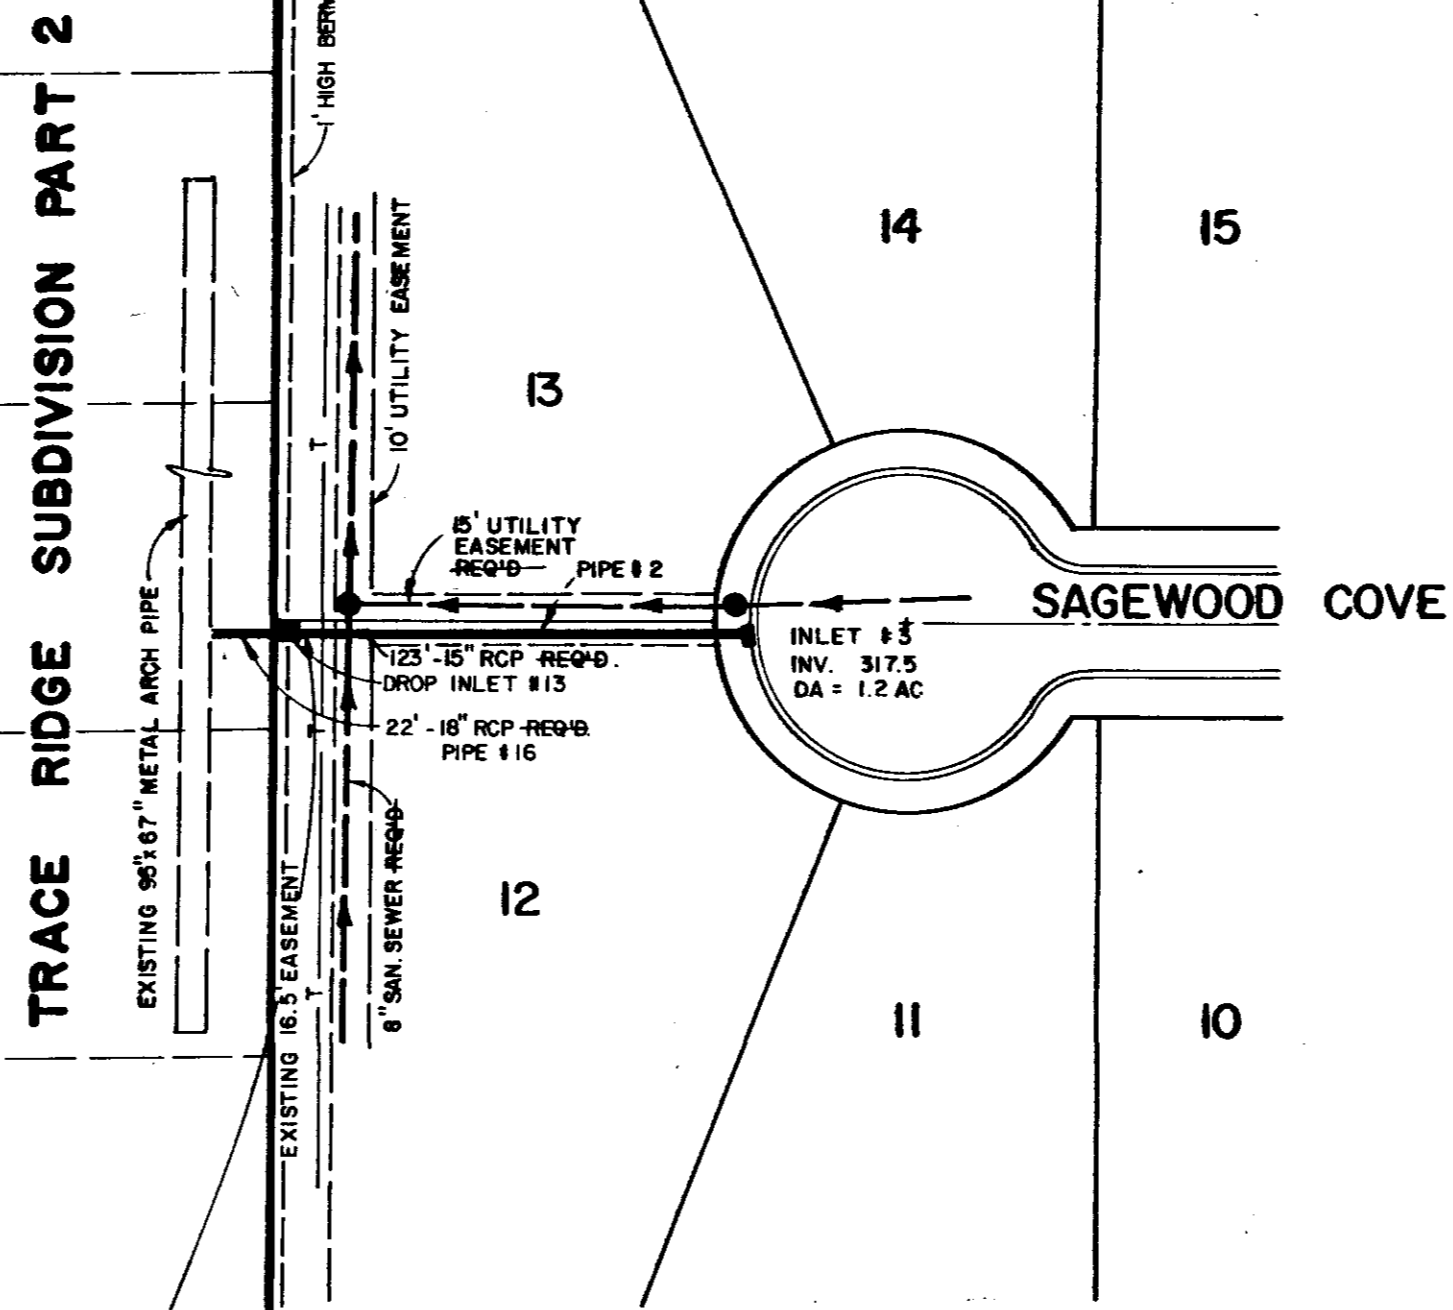 TRACE RIDGE SUBDIVISION PART 2
1' HIGH BERM
10' UTILITY EASEMENT
14
15
13
15' UTILITY
EASEMENT
REQ'D
PIPE #2
SAGEWOOD COVE
INLET #3
INV. 317.5
DA = 1.2 AC
123'-15" RCP REQ'D.
DROP INLET #13
22'-18" RCP REQ'D.
PIPE #16
EXISTING 95"x67" METAL ARCH PIPE
EXISTING 16.5' EASEMENT
8" SAN. SEWER REQ'D
T
T
T
12
11
10